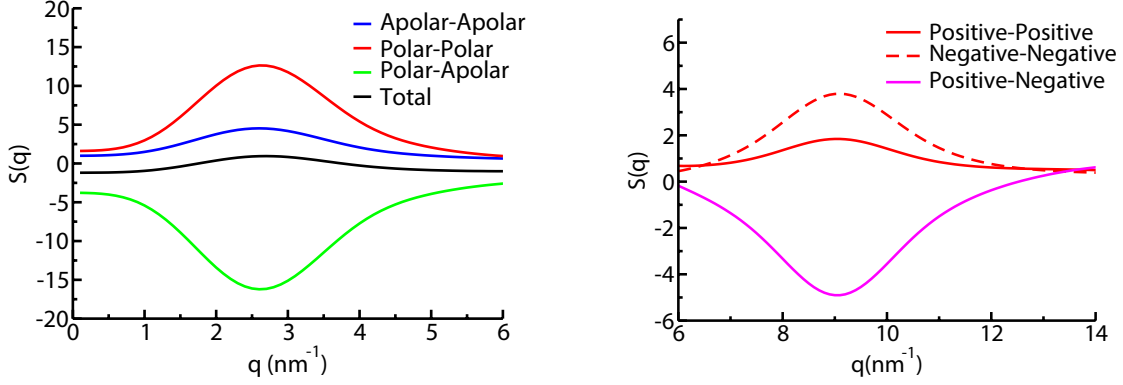 20
15
10
5
0
-5
-10
-15
-20
S(q)
Apolar-Apolar
Polar-Polar
Polar-Apolar
Total
0 1 2 3 4 5 6
q (nm-1)
6
4
2
0
-2
-4
-6
S(q)
Positive-Positive
Negative-Negative
Positive-Negative
6 8 10 12 14
q(nm-1)